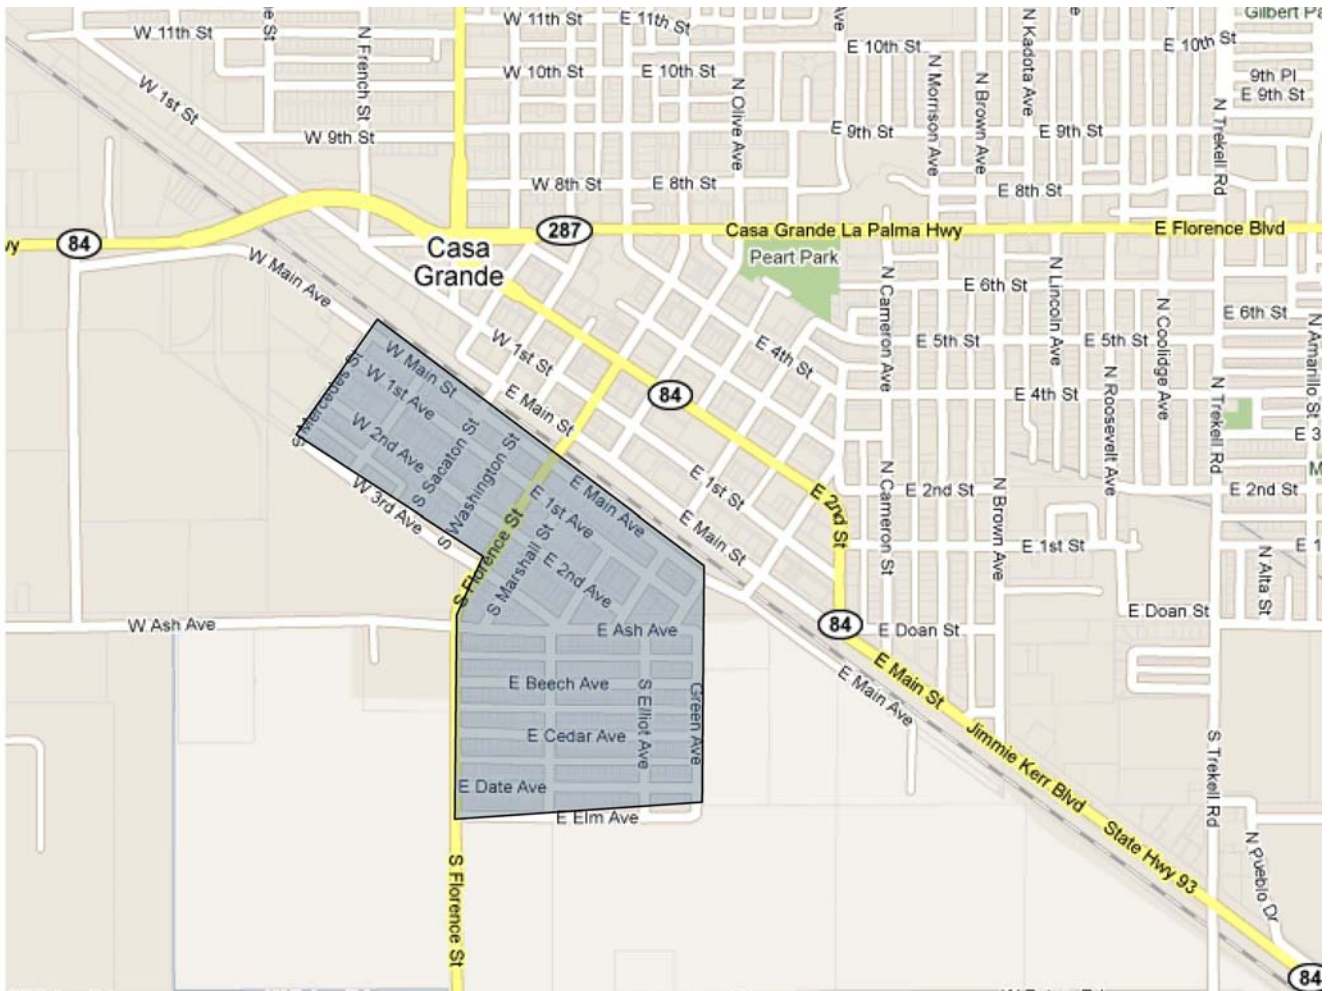 W 11th St
N French St
W 11th St
E 11th St
N Kadota Ave
E 10th St
E 10th St
Gilbert
W 10th St
E 10th St
9th Pl
E 9th St
W 1st St
N Olive Ave
N Morrison Ave
N Brown Ave
N Trekell Rd
W 9th St
E 9th St
E 9th St
W 8th St
E 8th St
E 8th St
84
287
Casa Grande La Palma Hwy
E Florence Blvd
Casa
Grande
Peart Park
W Main Ave
N Cameron Ave
E 6th St
N Lincoln Ave
N Coolidge Ave
E 6th St
N Amarillo St
W 1st St
E 4th St
E 5th St
E 5th St
S Mercedes St
W Main St
W 1st Ave
84
E Main St
E 4th St
N Roosevelt Ave
N Trekell Rd
W 2nd Ave
S Sacaton St
S Washington St
W 3rd Ave
E 1st St
E 2nd St
N Cameron St
E 2nd St
N Brown Ave
E 2nd St
E Main Ave
E 1st Ave
E Main St
E 1st St
S Florence St
S Marshall St
E 2nd Ave
N Alta St
W Ash Ave
E Ash Ave
84
E Doan St
E Doan St
E Beech Ave
S Elliot Ave
Green Ave
E Main St
E Main Ave
E Cedar Ave
Jimmie Kerr Blvd
S Trekell Rd
E Date Ave
E Elm Ave
State Hwy 93
N Pueblo Dr
S Florence St
84